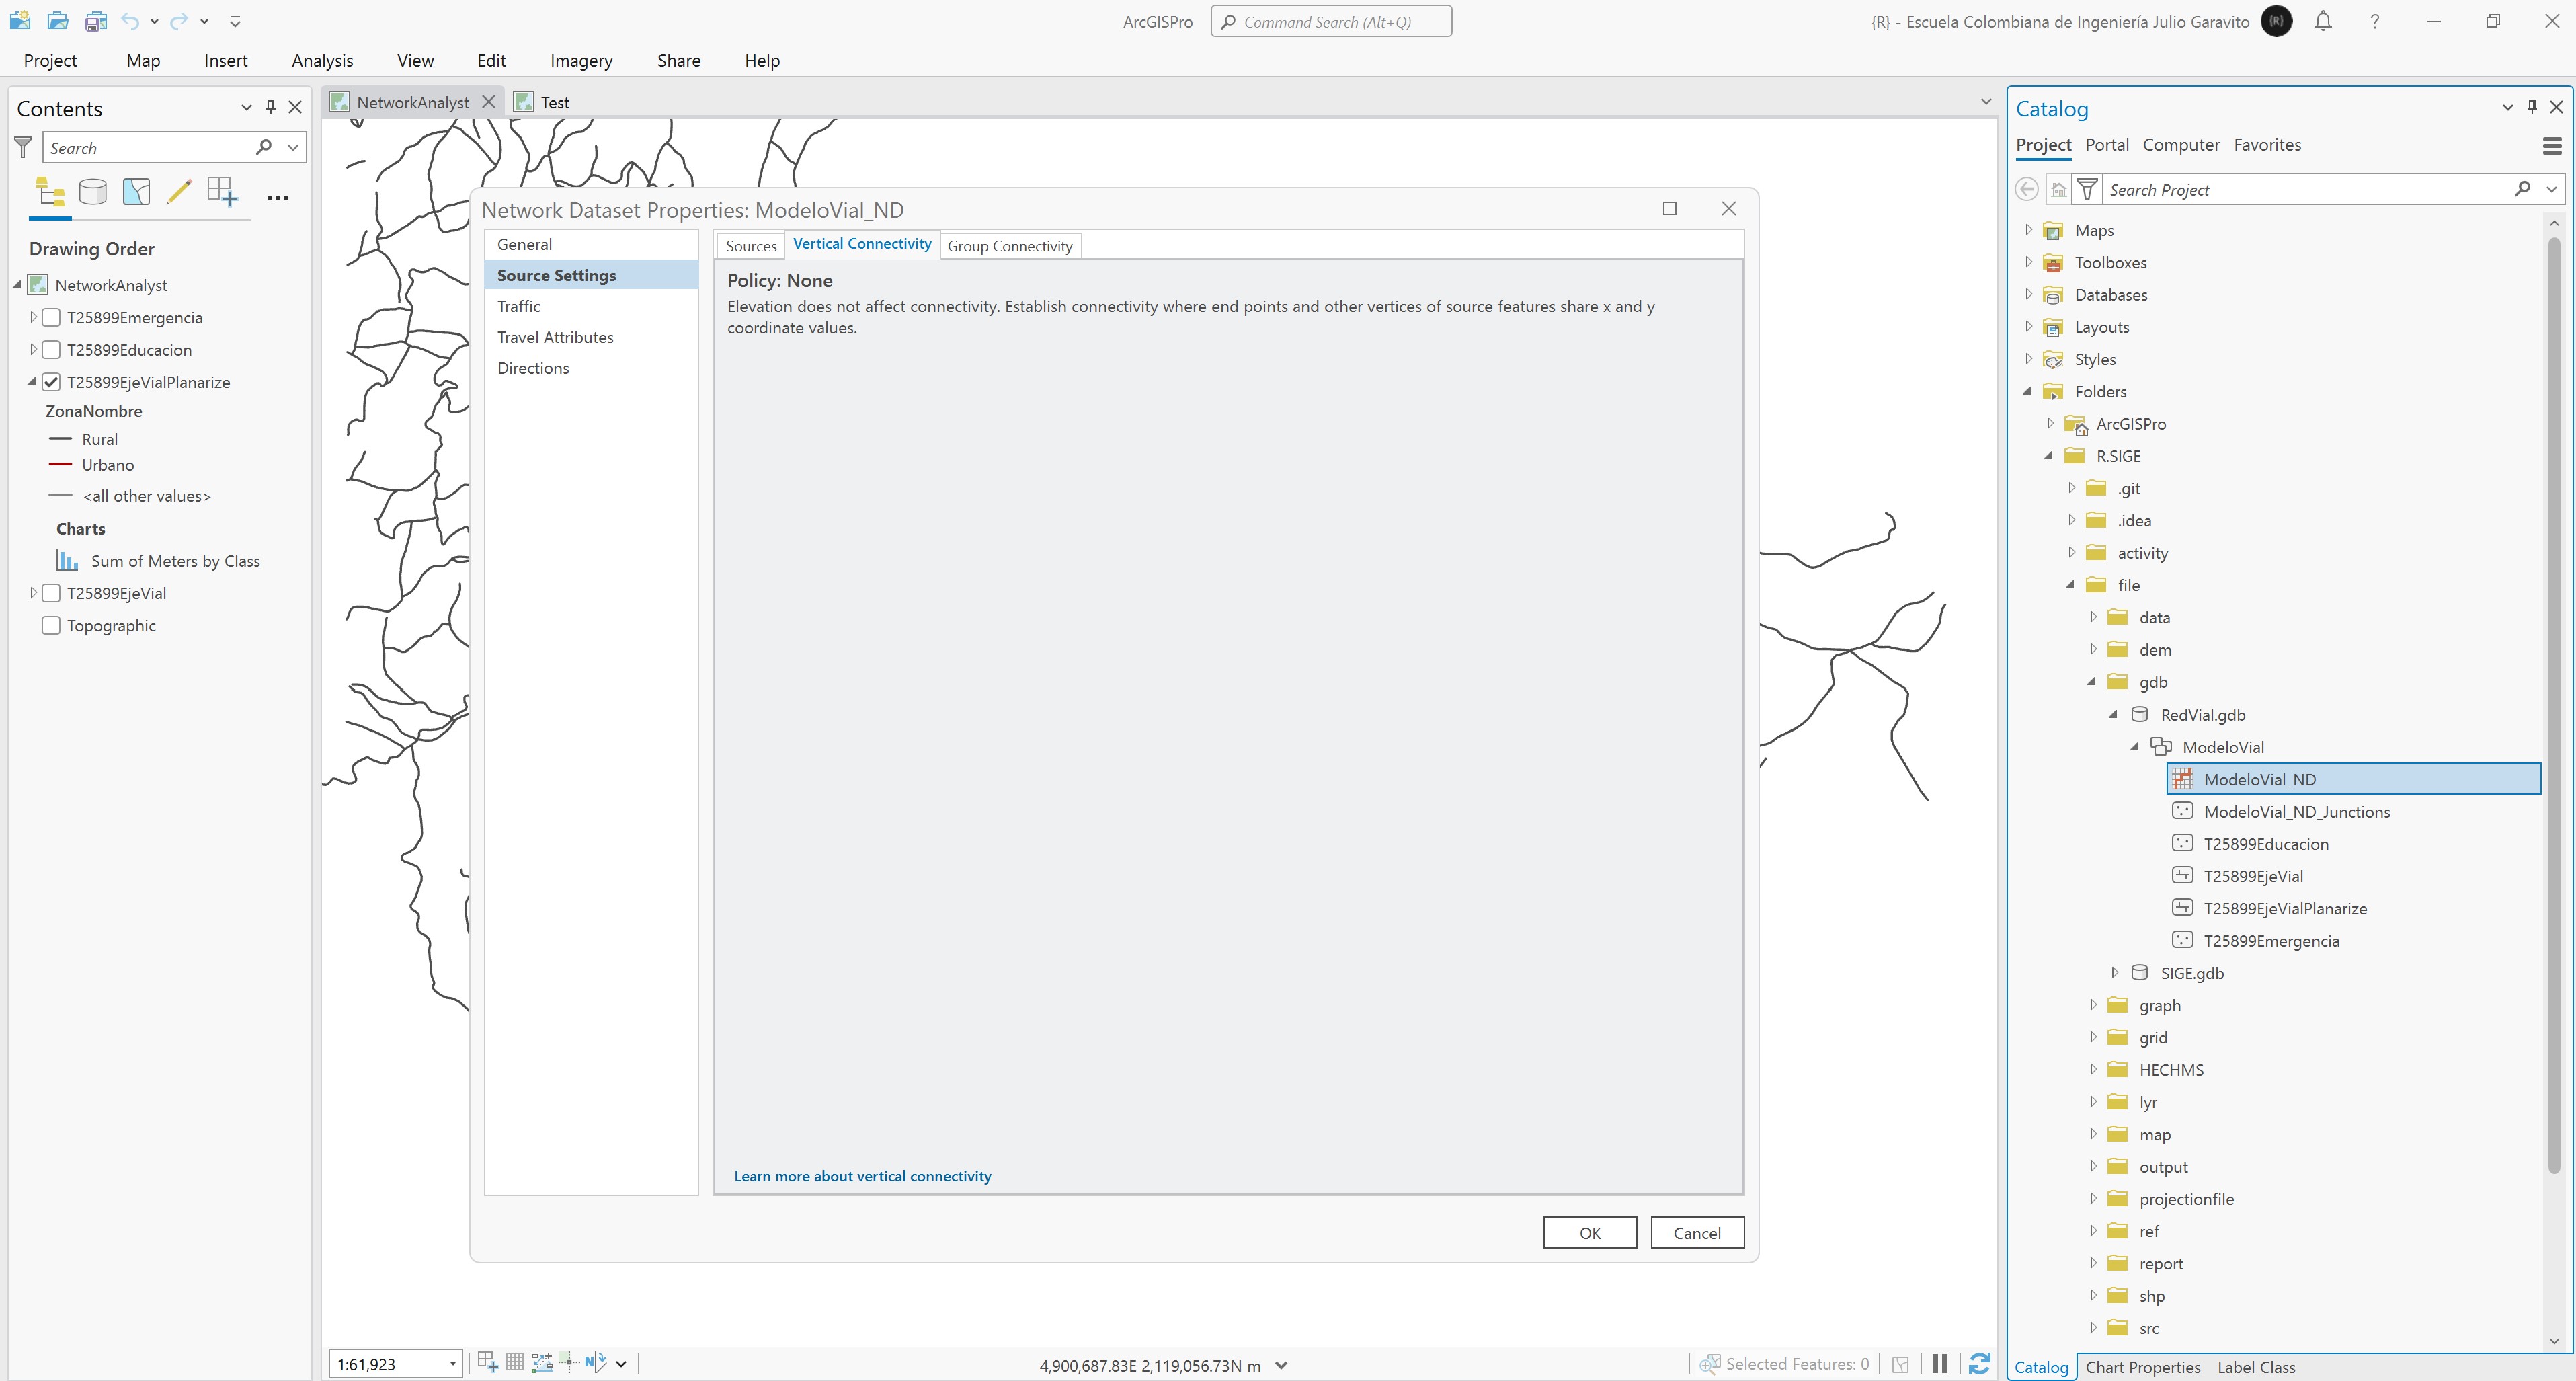 ArcGISPro
Command Search (Alt+Q)
{R} - Escuela Colombiana de Ingeniería Julio Garavito
{R}
?
Project
Map
Insert
Analysis
View
Edit
Imagery
Share
Help
Contents
Search
Drawing Order
NetworkAnalyst
T25899Emergencia
T25899Educacion
T25899EjeVialPlanarize
ZonaNombre
Rural
Urbano
<all other values>
Charts
Sum of Meters by Class
T25899EjeVial
Topographic
NetworkAnalyst
Test
Network Dataset Properties: ModeloVial_ND
General
Source Settings
Traffic
Travel Attributes
Directions
Sources
Vertical Connectivity
Group Connectivity
Policy: None
Elevation does not affect connectivity. Establish connectivity where end points and other vertices of source features share x and y
coordinate values.
Learn more about vertical connectivity
OK
Cancel
1:61,923
4,900,687.83E 2,119,056.73N m
Selected Features: 0
Catalog
Project
Portal
Computer
Favorites
Search Project
Maps
Toolboxes
Databases
Layouts
Styles
Folders
ArcGISPro
R.SIGE
.git
.idea
activity
file
data
dem
gdb
RedVial.gdb
ModeloVial
ModeloVial_ND
ModeloVial_ND_Junctions
T25899Educacion
T25899EjeVial
T25899EjeVialPlanarize
T25899Emergencia
SIGE.gdb
graph
grid
HECHMS
lyr
map
output
projectionfile
ref
report
shp
src
Catalog
Chart Properties
Label Class